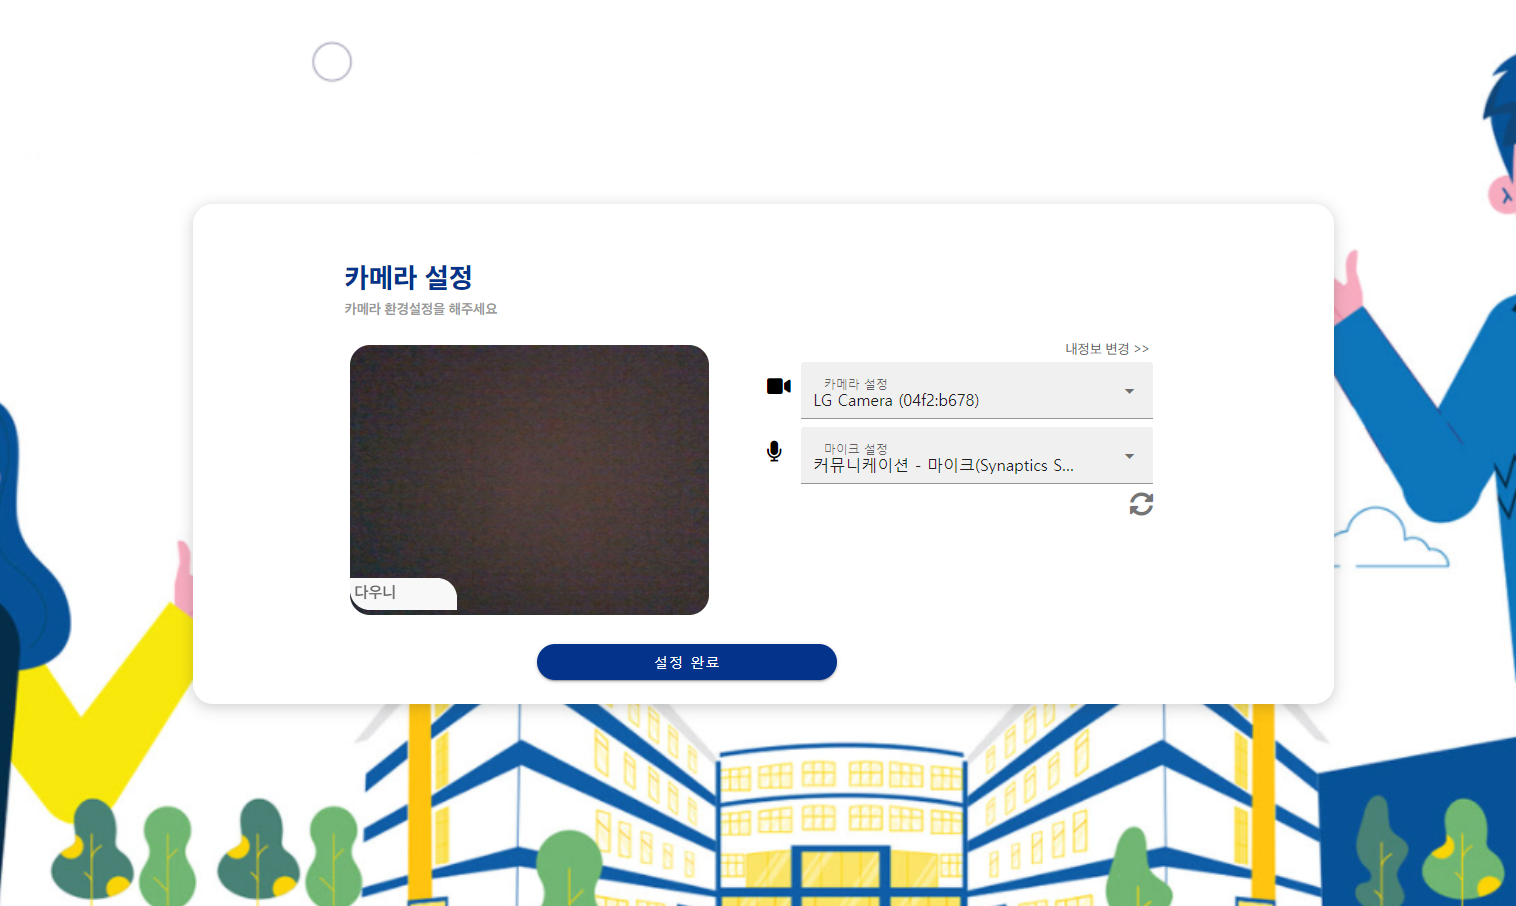 카메라 설정
카메라 환경설정을 해주세요
내정보 변경 >>
카메라 설정
LG Camera (04f2:b678)
마이크 설정
커뮤니케이션 - 마이크(Synaptics S...
다우니
설정 완료